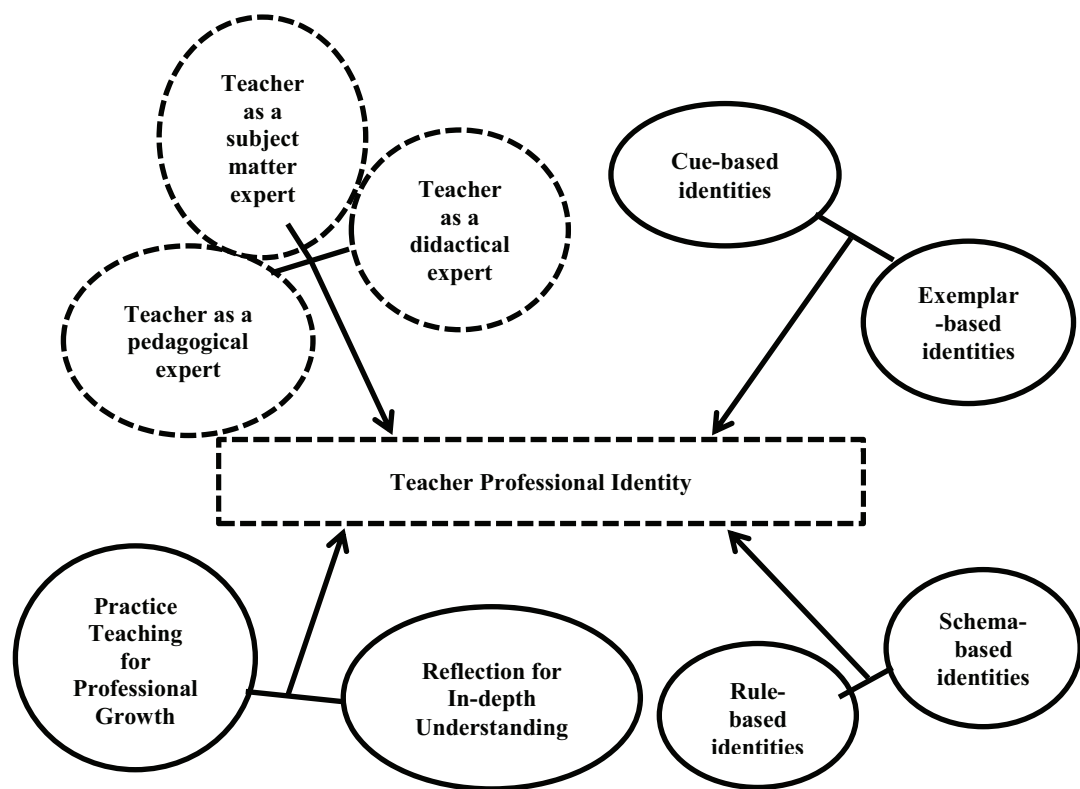 Teacher
as a
subject
matter
expert
Teacher
as a
didactical
expert
Teacher as a
pedagogical
expert
Cue-based
identities
Exemplar
-based
identities
Teacher Professional Identity
Practice
Teaching
for
Professional
Growth
Reflection for
In-depth
Understanding
Rule-
based
identities
Schema-
based
identities